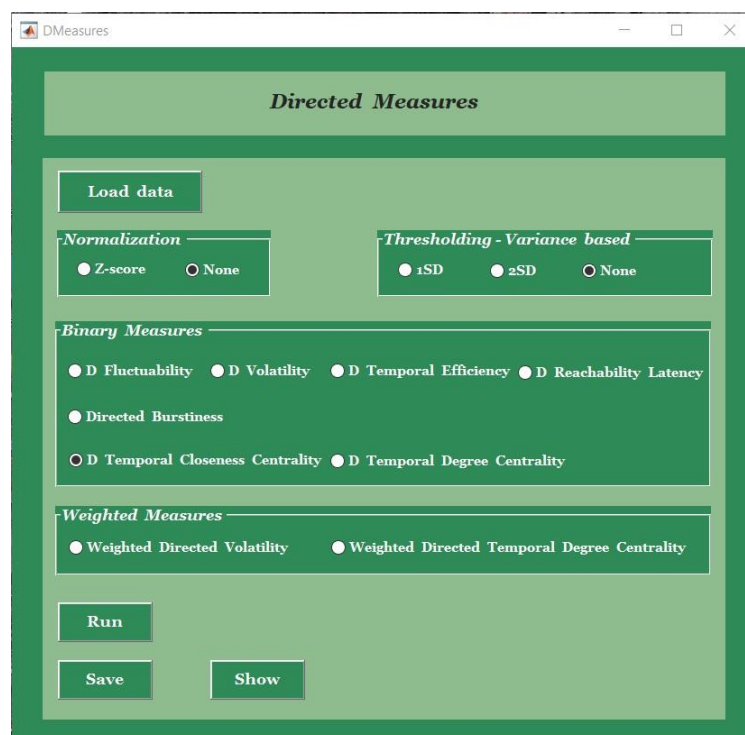 DMeasures
Directed Measures
Load data
Normalization
Z-score None
Thresholding - Variance based
1SD 2SD None
Binary Measures
D Fluctuability D Volatility D Temporal Efficiency D Reachability Latency
Directed Burstiness
D Temporal Closeness Centrality D Temporal Degree Centrality
Weighted Measures
Weighted Directed Volatility Weighted Directed Temporal Degree Centrality
Run
Save Show